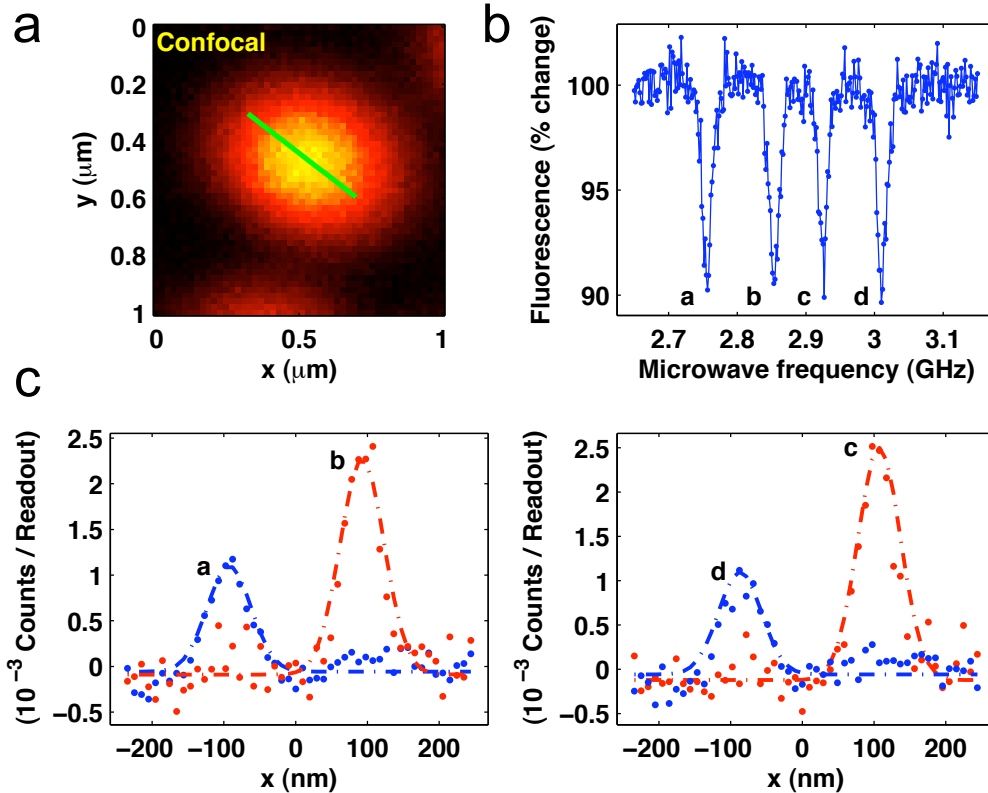 a
Confocal
0
0.2
0.4
0.6
0.8
1
y (μm)
0 0.5 1
x (μm)
b
100
95
90
Fluorescence (% change)
a b c d
2.7 2.8 2.9 3 3.1
Microwave frequency (GHz)
c
2.5
2
1.5
1
0.5
0
−0.5
(10⁻³ Counts / Readout)
a
b
−200 −100 0 100 200
x (nm)
2.5
2
1.5
1
0.5
0
−0.5
(10⁻³ Counts / Readout)
c
d
−200 −100 0 100 200
x (nm)